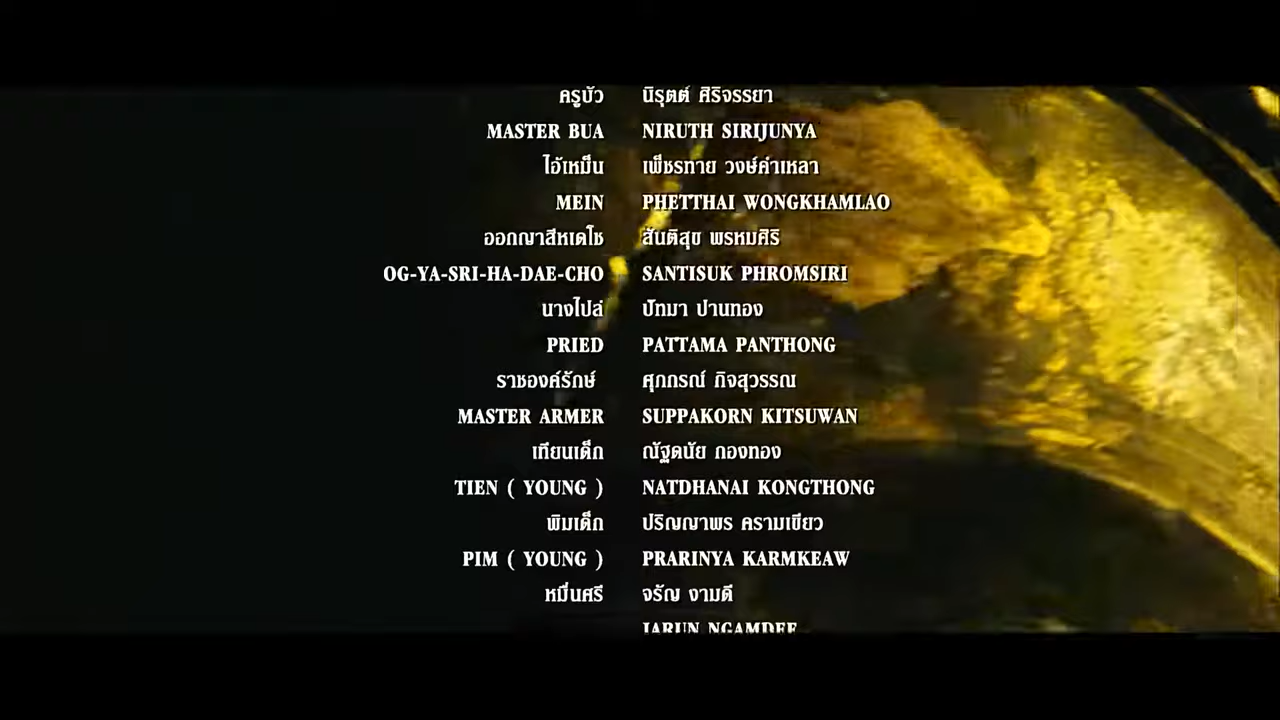 ครูบัว นิรุตต์ ศิริจรรยา
MASTER BUA NIRUTH SIRIJUNYA
ไอ้เหม็น เพ็ชรทาย วงษ์คำเหลา
MEIN PHETTHAI WONGKHAMLAO
ออกญาสีหเดโช สันติสุข พรหมศิริ
OG-YA-SRI-HA-DAE-CHO SANTISUK PHROMSIRI
นางไปล่ ปัทมา ปานทอง
PRIED PATTAMA PANTHONG
ราชองค์รักษ์ ศุภกรณ์ กิจสุวรรณ
MASTER ARMER SUPPAKORN KITSUWAN
เทียนเด็ก ณัฐดนัย กองทอง
TIEN ( YOUNG ) NATDHANAI KONGTHONG
พิมเด็ก ปริญญาพร ครามเขียว
PIM ( YOUNG ) PRARINYA KARMKEAW
หมื่นศรี จรัญ งามดี
JARUN NGAMDEE